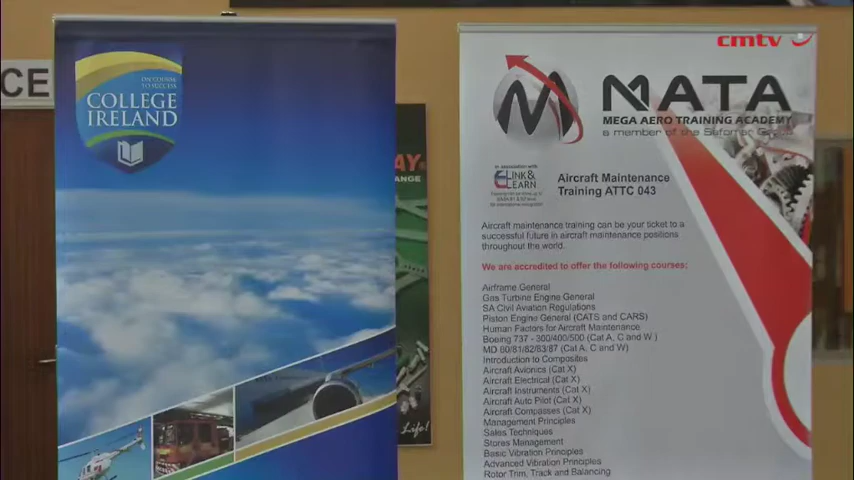 cmtv
CE
ON COURSE
TO SUCCESS
COLLEGE
IRELAND
MATA
MEGA AERO TRAINING ACADEMY
a member of the Safomar Group
in association with
LINK&
LEARN
Aircraft Maintenance
Training ATTC 043
Aircraft maintenance training can be your ticket to a
successful future in aircraft maintenance positions
throughout the world.
We are accredited to offer the following courses:
Airframe General
Gas Turbine Engine General
SA Civil Aviation Regulations
Piston Engine General (CATS and CARS)
Human Factors for Aircraft Maintenance
Boeing 737 - 300/400/500 (Cat A, C and W )
MD 80/81/82/83/87 (Cat A, C and W)
Introduction to Composites
Aircraft Avionics (Cat X)
Aircraft Electrical (Cat X)
Aircraft Instruments (Cat X)
Aircraft Auto Pilot (Cat X)
Aircraft Compasses (Cat X)
Management Principles
Sales Techniques
Stores Management
Basic Vibration Principles
Advanced Vibration Principles
Rotor Trim, Track and Balancing
AY
ANGE
Life!